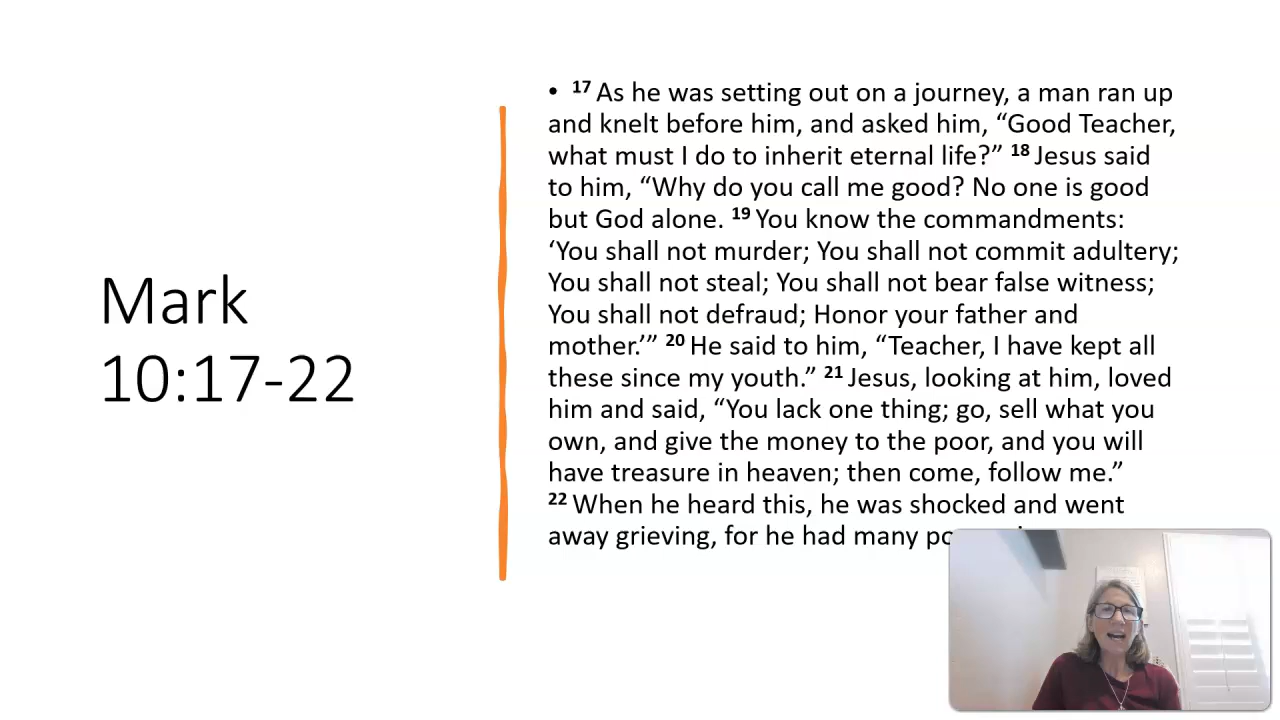 Mark
10:17-22
• 17 As he was setting out on a journey, a man ran up
and knelt before him, and asked him, “Good Teacher,
what must I do to inherit eternal life?” 18 Jesus said
to him, “Why do you call me good? No one is good
but God alone. 19 You know the commandments:
‘You shall not murder; You shall not commit adultery;
You shall not steal; You shall not bear false witness;
You shall not defraud; Honor your father and
mother.’” 20 He said to him, “Teacher, I have kept all
these since my youth.” 21 Jesus, looking at him, loved
him and said, “You lack one thing; go, sell what you
own, and give the money to the poor, and you will
have treasure in heaven; then come, follow me.”
22 When he heard this, he was shocked and went
away grieving, for he had many